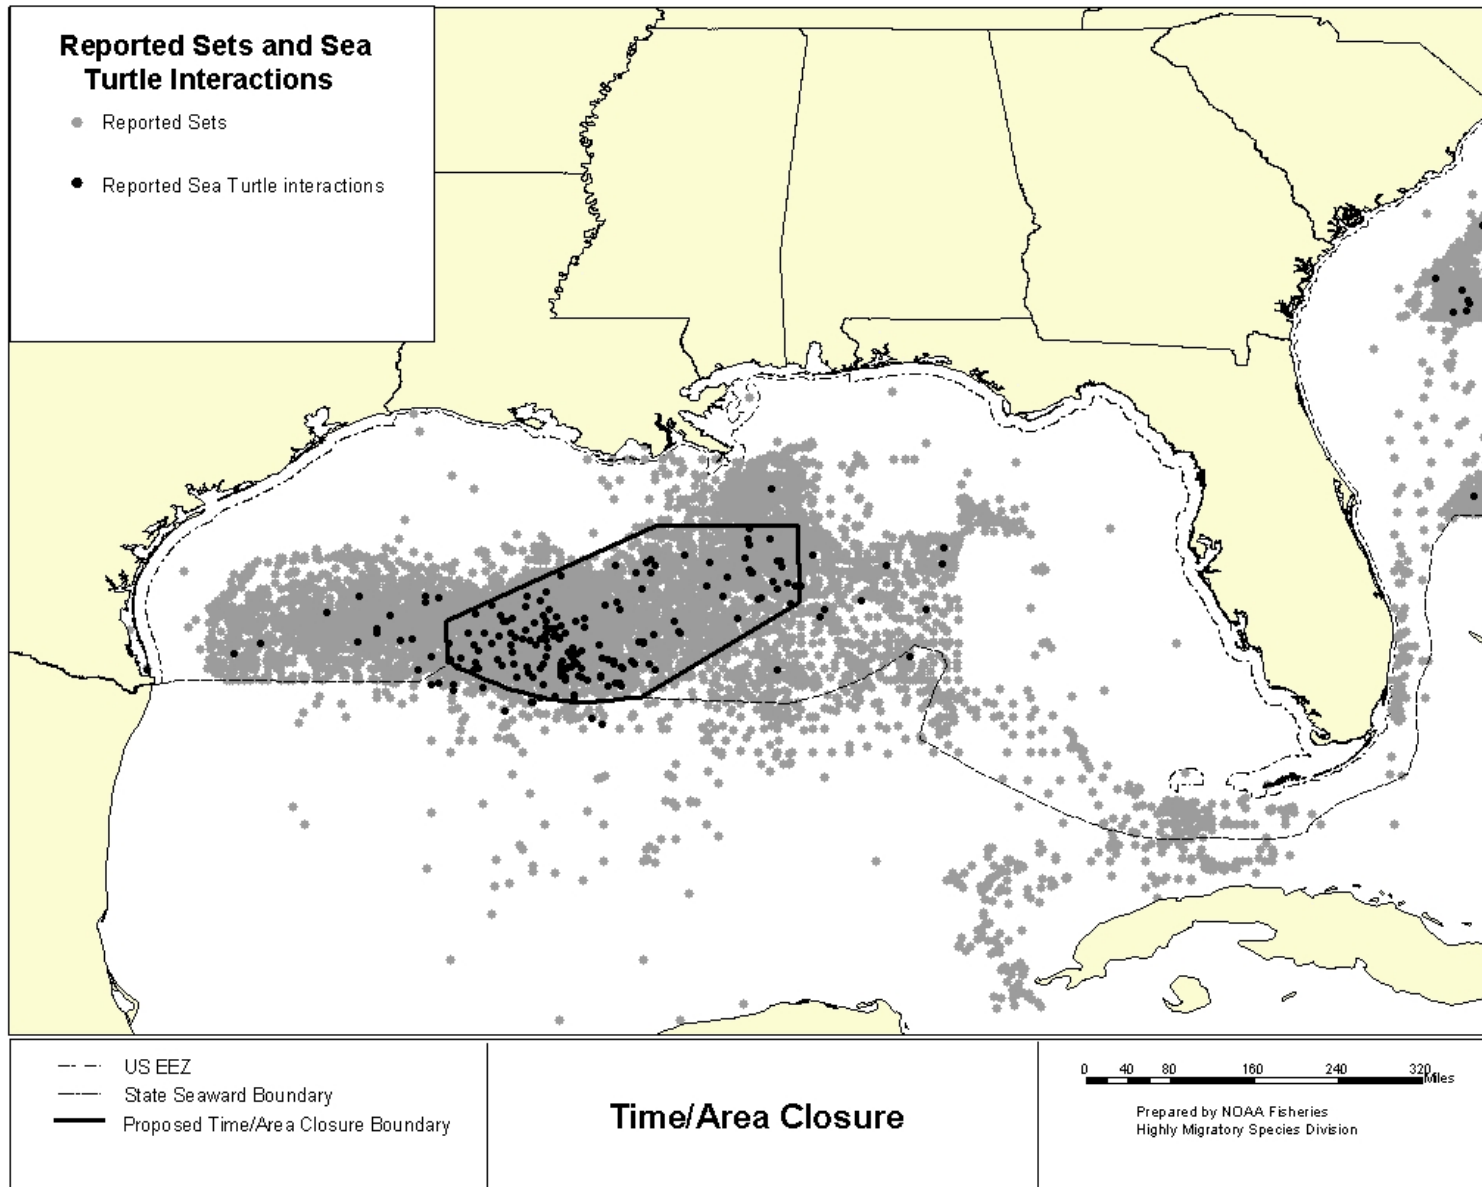 Reported Sets and Sea
Turtle Interactions
Reported Sets
Reported Sea Turtle interactions
US EEZ
State Seaward Boundary
Proposed Time/Area Closure Boundary
Time/Area Closure
0 40 80 160 240 320 Miles
Prepared by NOAA Fisheries
Highly Migratory Species Division